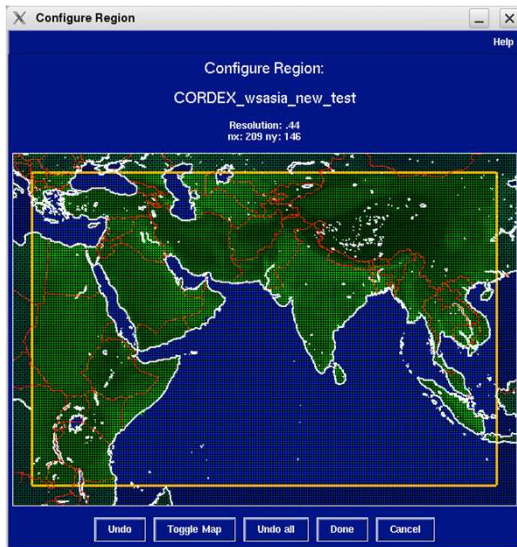 Configure Region
Help
Configure Region:
CORDEX_wsasia_new_test
Resolution: .44
nx: 209 ny: 146
Undo
Toggle Map
Undo all
Done
Cancel